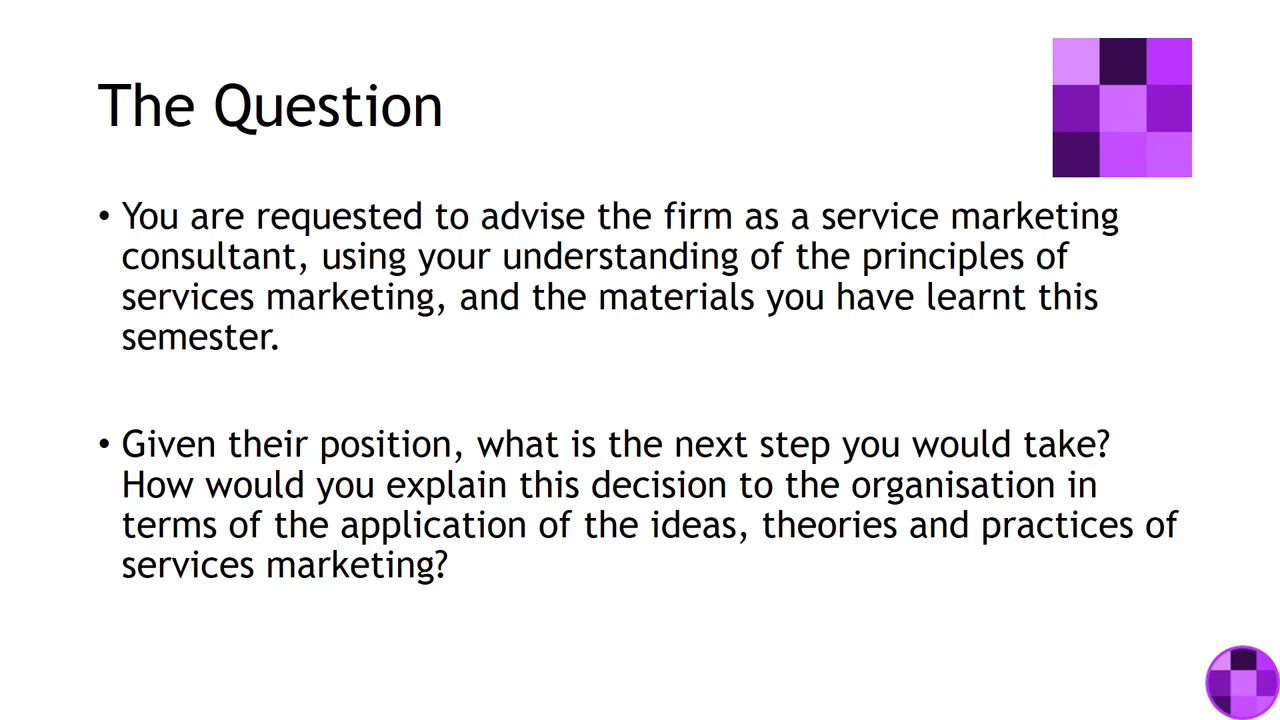 The Question
• You are requested to advise the firm as a service marketing
consultant, using your understanding of the principles of
services marketing, and the materials you have learnt this
semester.
• Given their position, what is the next step you would take?
How would you explain this decision to the organisation in
terms of the application of the ideas, theories and practices of
services marketing?